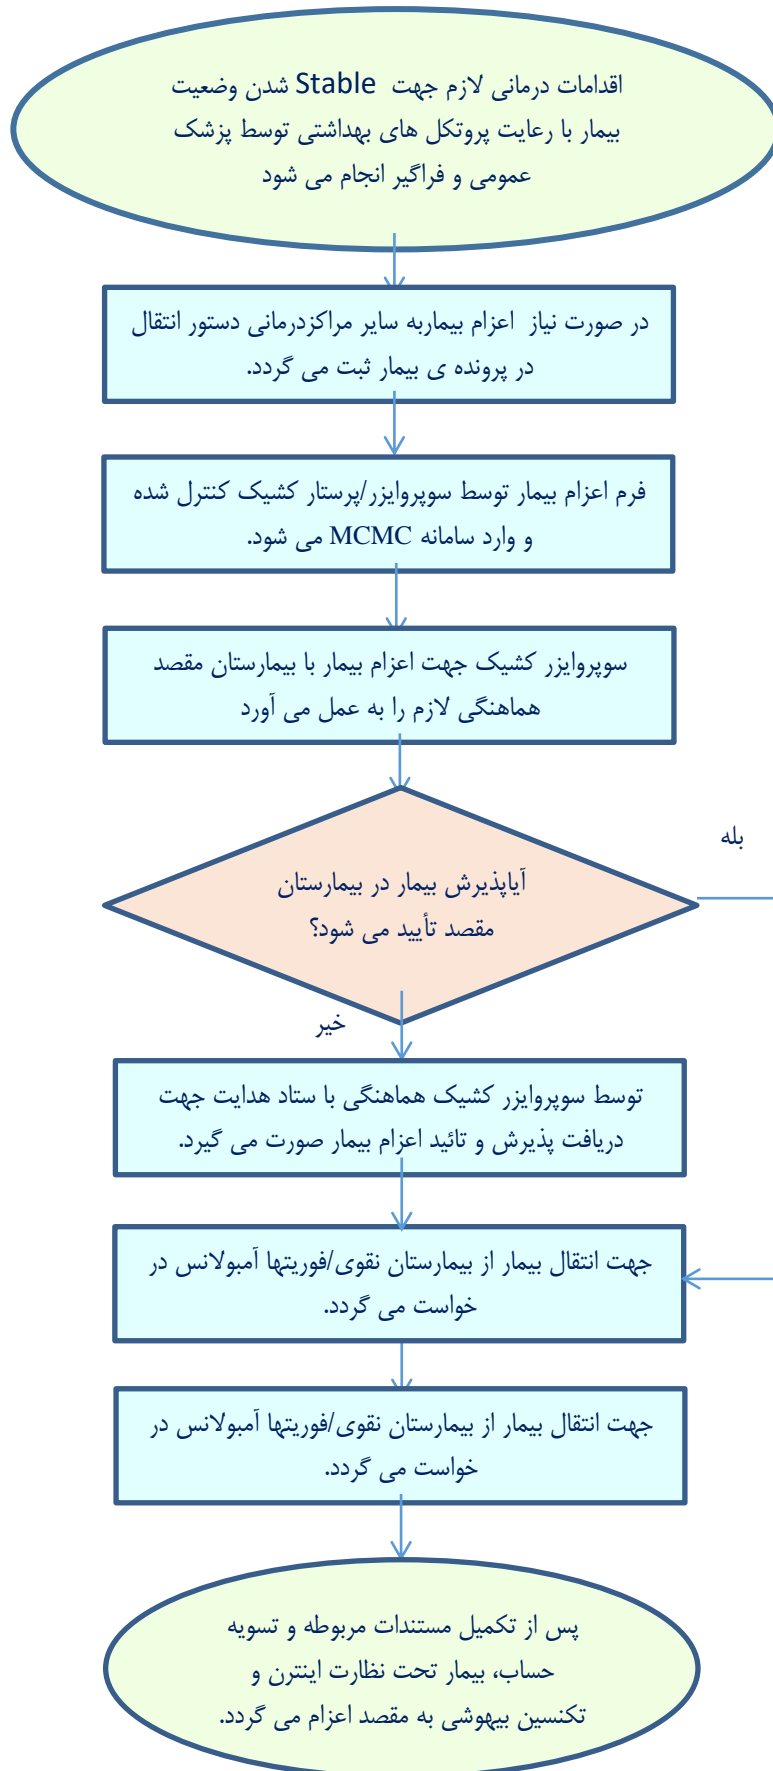 اقدامات درمانی لازم جهت Stable شدن وضعیت
بیمار با رعایت پروتکل های بهداشتی توسط پزشک
عمومی و فراگیر انجام می شود
در صورت نیاز اعزام بیماربه سایر مراکزدرمانی دستور انتقال
در پرونده ی بیمار ثبت می گردد.
فرم اعزام بیمار توسط سوپروایزر/پرستار کشیک کنترل شده
و وارد سامانه MCMC می شود.
سوپروایزر کشیک جهت اعزام بیمار با بیمارستان مقصد
هماهنگی لازم را به عمل می آورد
بله
آیاپذیرش بیمار در بیمارستان
مقصد تأیید می شود؟
خیر
توسط سوپروایزر کشیک هماهنگی با ستاد هدایت جهت
دریافت پذیرش و تائید اعزام بیمار صورت می گیرد.
جهت انتقال بیمار از بیمارستان نقوی/فوریتها آمبولانس در
خواست می گردد.
جهت انتقال بیمار از بیمارستان نقوی/فوریتها آمبولانس در
خواست می گردد.
پس از تکمیل مستندات مربوطه و تسویه
حساب، بیمار تحت نظارت اینترن و
تکنسین بیهوشی به مقصد اعزام می گردد.